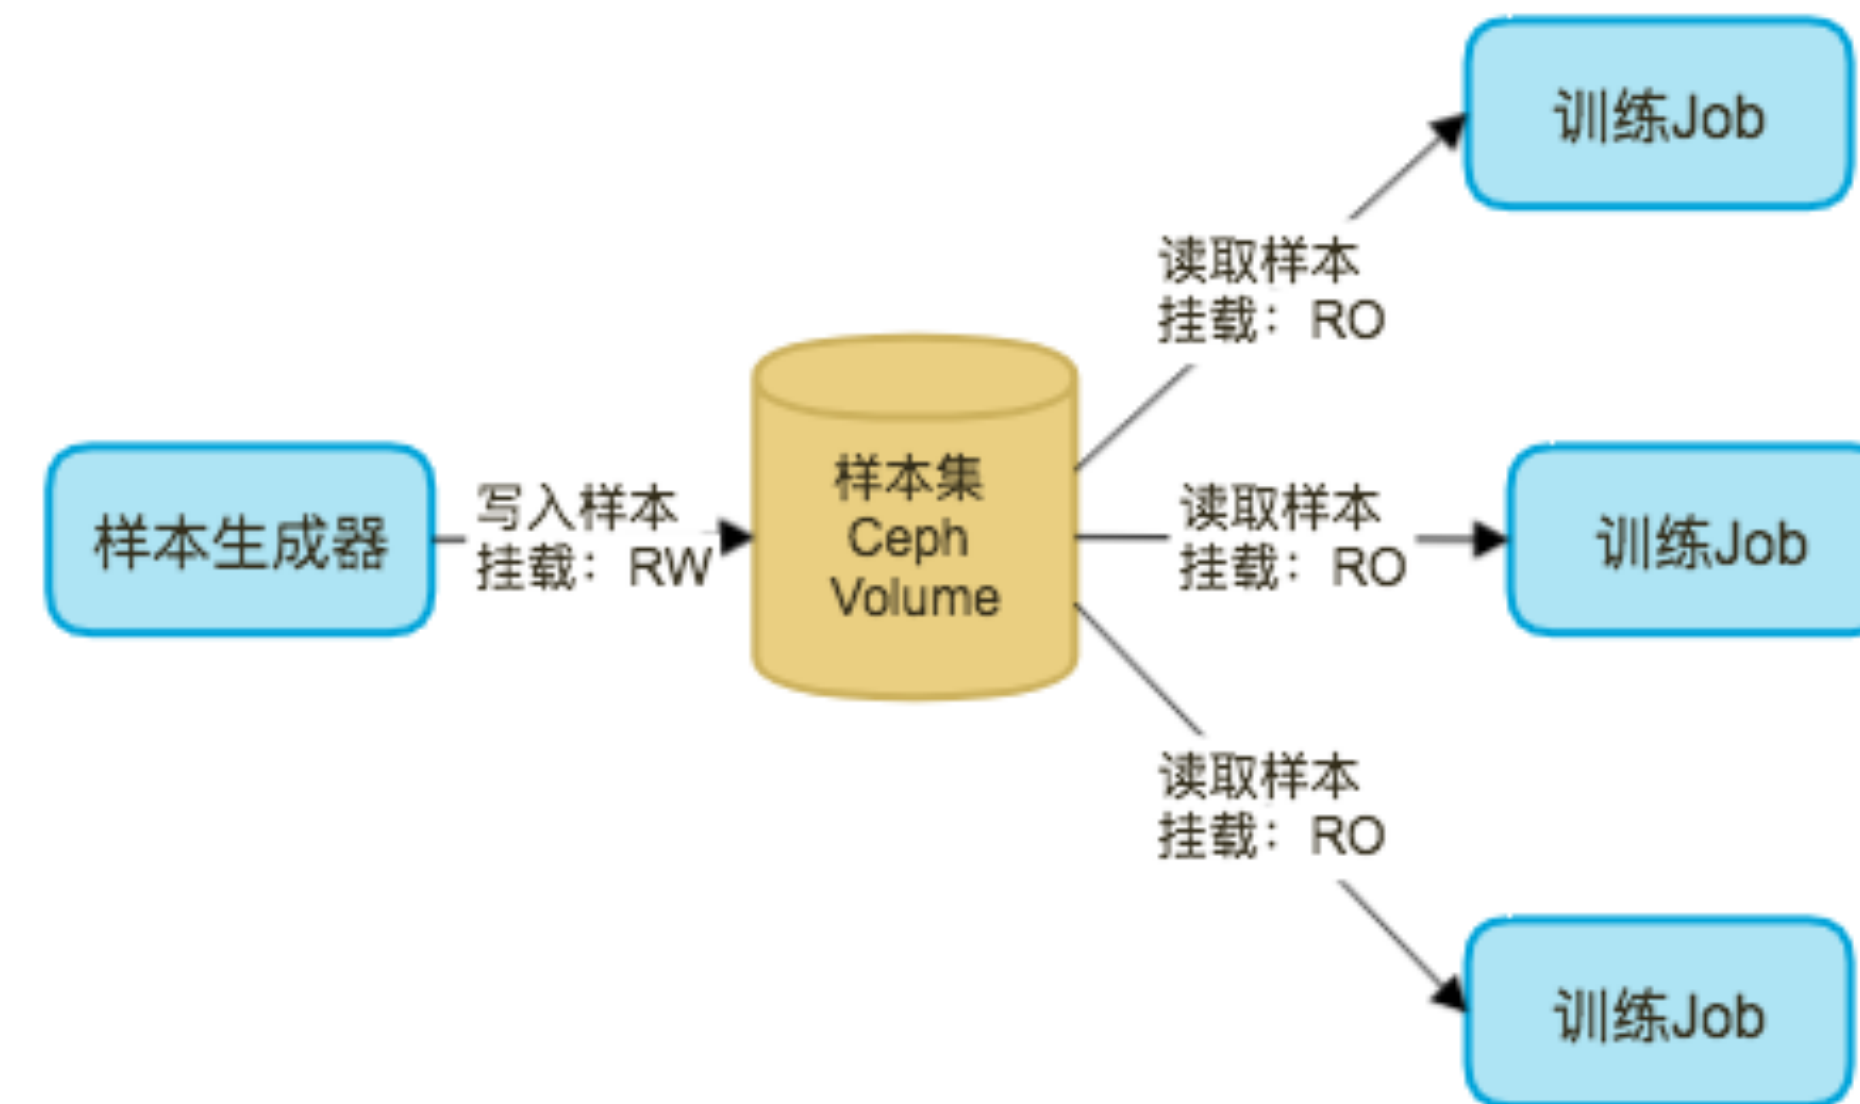 训练Job
读取样本
挂载：RO
样本生成器
写入样本
挂载：RW
样本集
Ceph
Volume
读取样本
挂载：RO
训练Job
读取样本
挂载：RO
训练Job